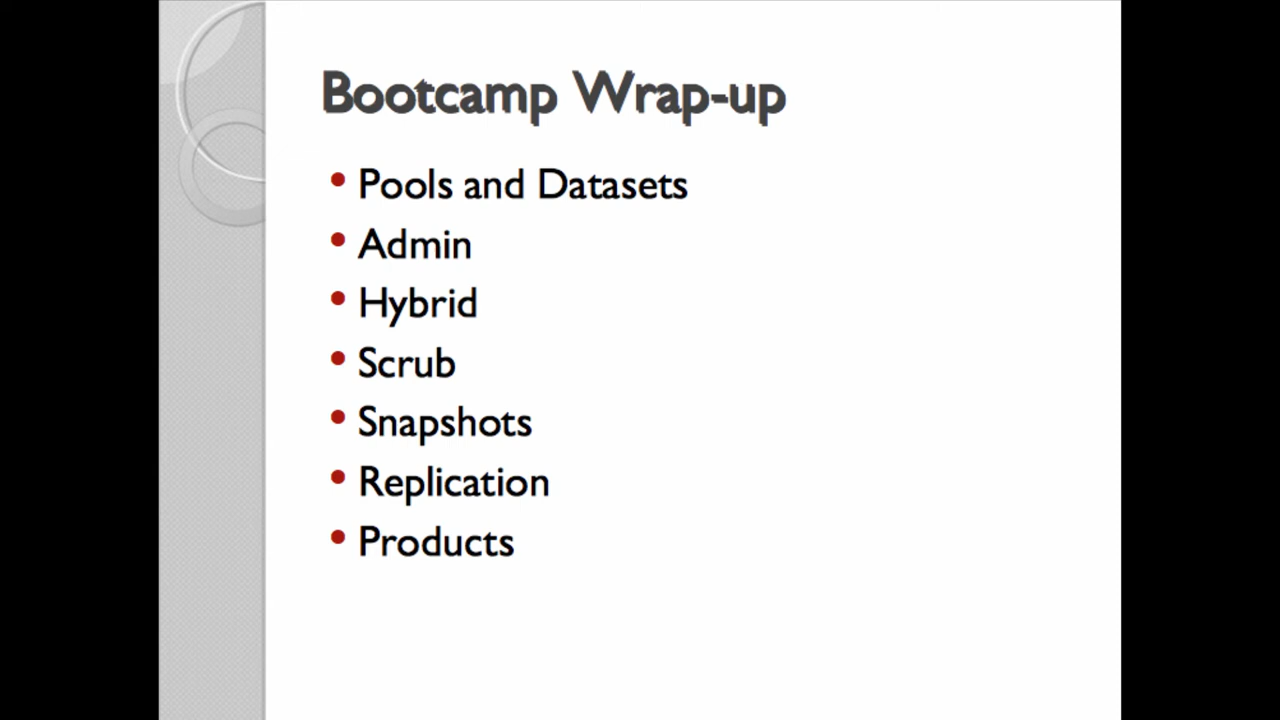 Bootcamp Wrap-up
• Pools and Datasets
• Admin
• Hybrid
• Scrub
• Snapshots
• Replication
• Products